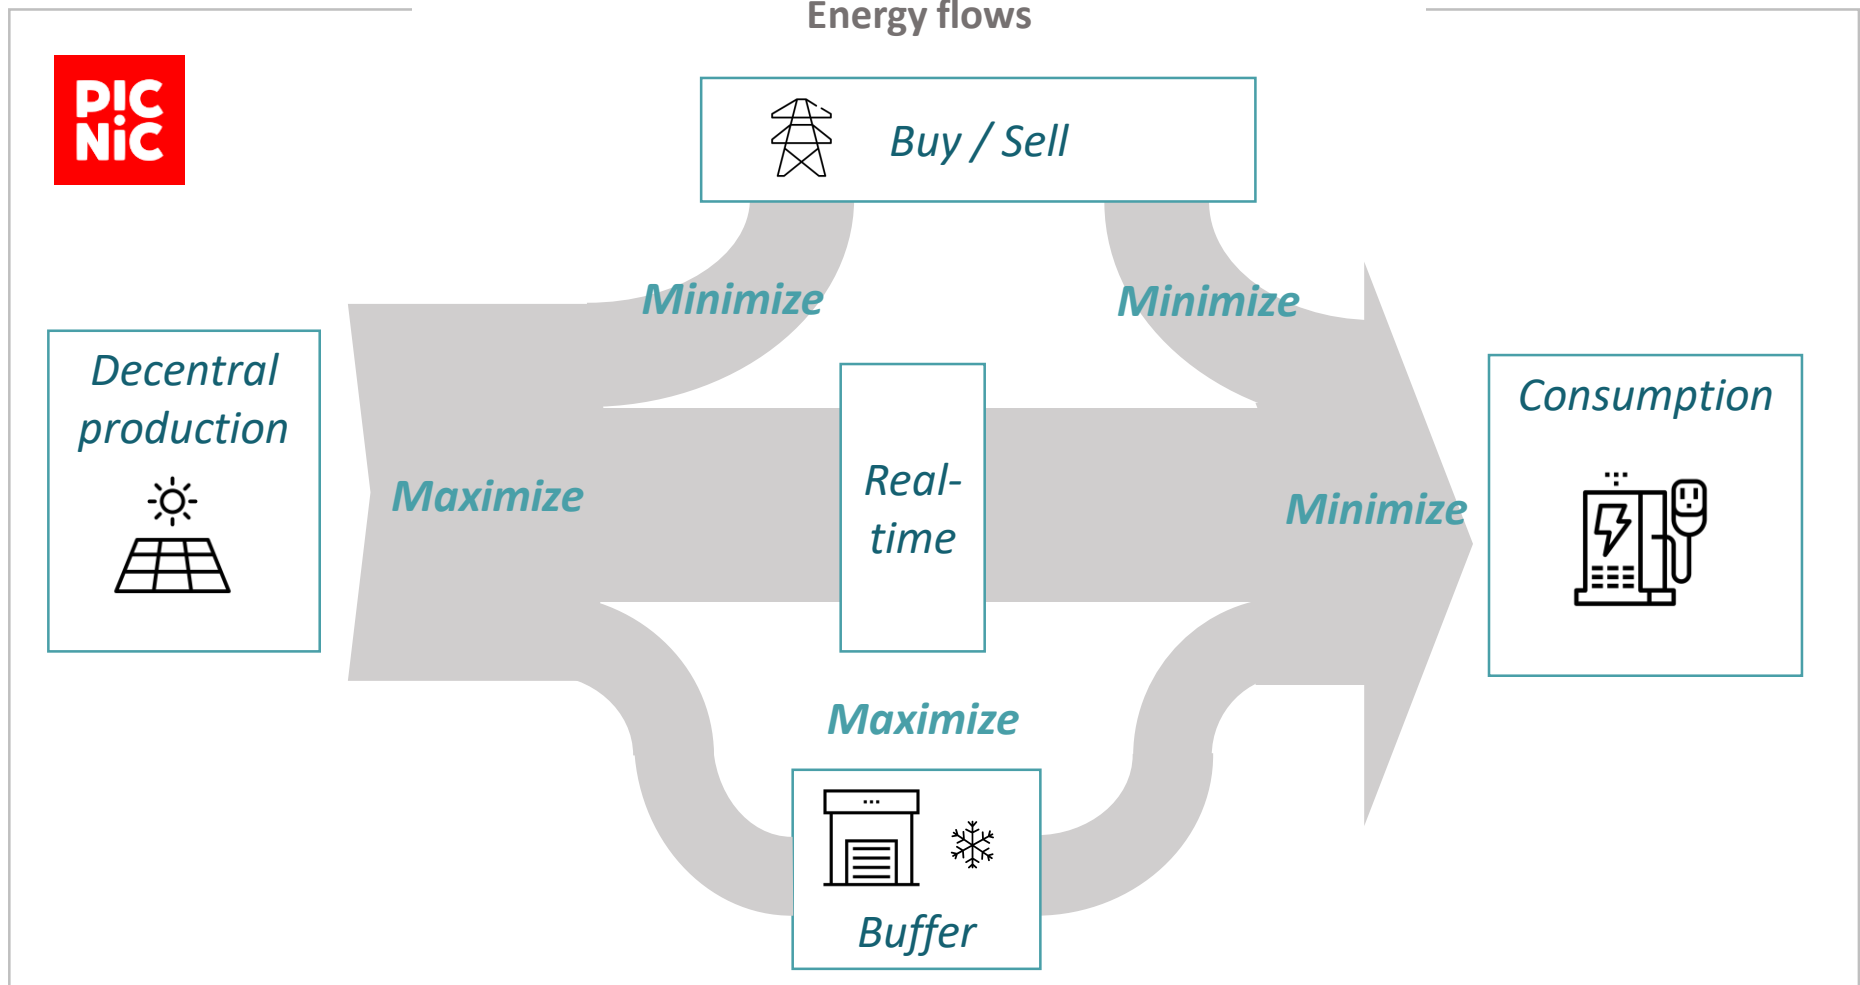 Energy flows
PIC
NiC
Buy / Sell
Minimize
Minimize
Decentral
production
Maximize
Real-
time
Minimize
Consumption
Maximize
Buffer